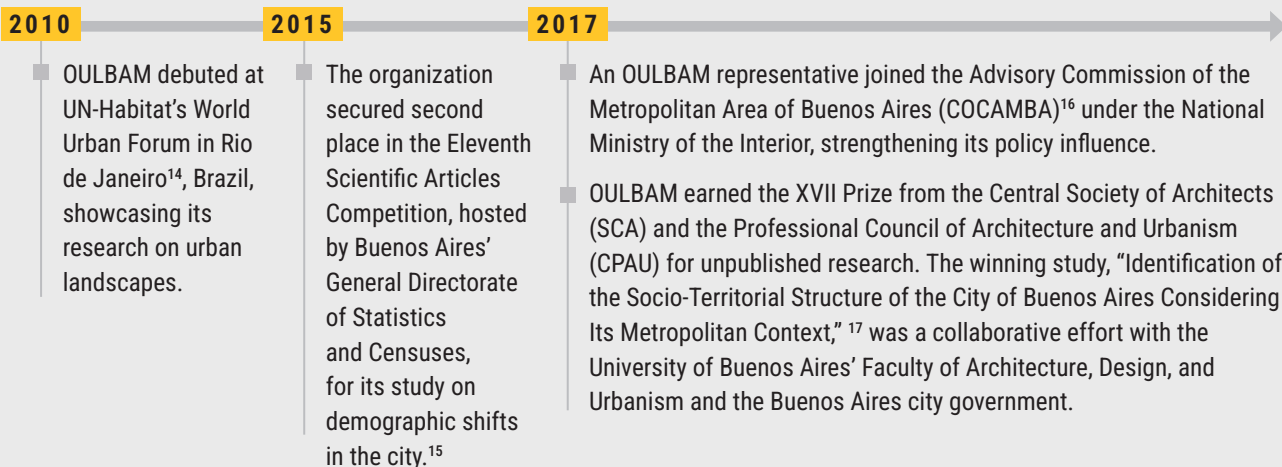 2010
OULBAM debuted at
UN-Habitat’s World
Urban Forum in Rio
de Janeiro¹⁴, Brazil,
showcasing its
research on urban
landscapes.
2015
The organization
secured second
place in the Eleventh
Scientific Articles
Competition, hosted
by Buenos Aires’
General Directorate
of Statistics
and Censuses,
for its study on
demographic shifts
in the city.¹⁵
2017
An OULBAM representative joined the Advisory Commission of the
Metropolitan Area of Buenos Aires (COCAMBA)¹⁶ under the National
Ministry of the Interior, strengthening its policy influence.
OULBAM earned the XVII Prize from the Central Society of Architects
(SCA) and the Professional Council of Architecture and Urbanism
(CPAU) for unpublished research. The winning study, “Identification of
the Socio-Territorial Structure of the City of Buenos Aires Considering
Its Metropolitan Context,” ¹⁷ was a collaborative effort with the
University of Buenos Aires’ Faculty of Architecture, Design, and
Urbanism and the Buenos Aires city government.